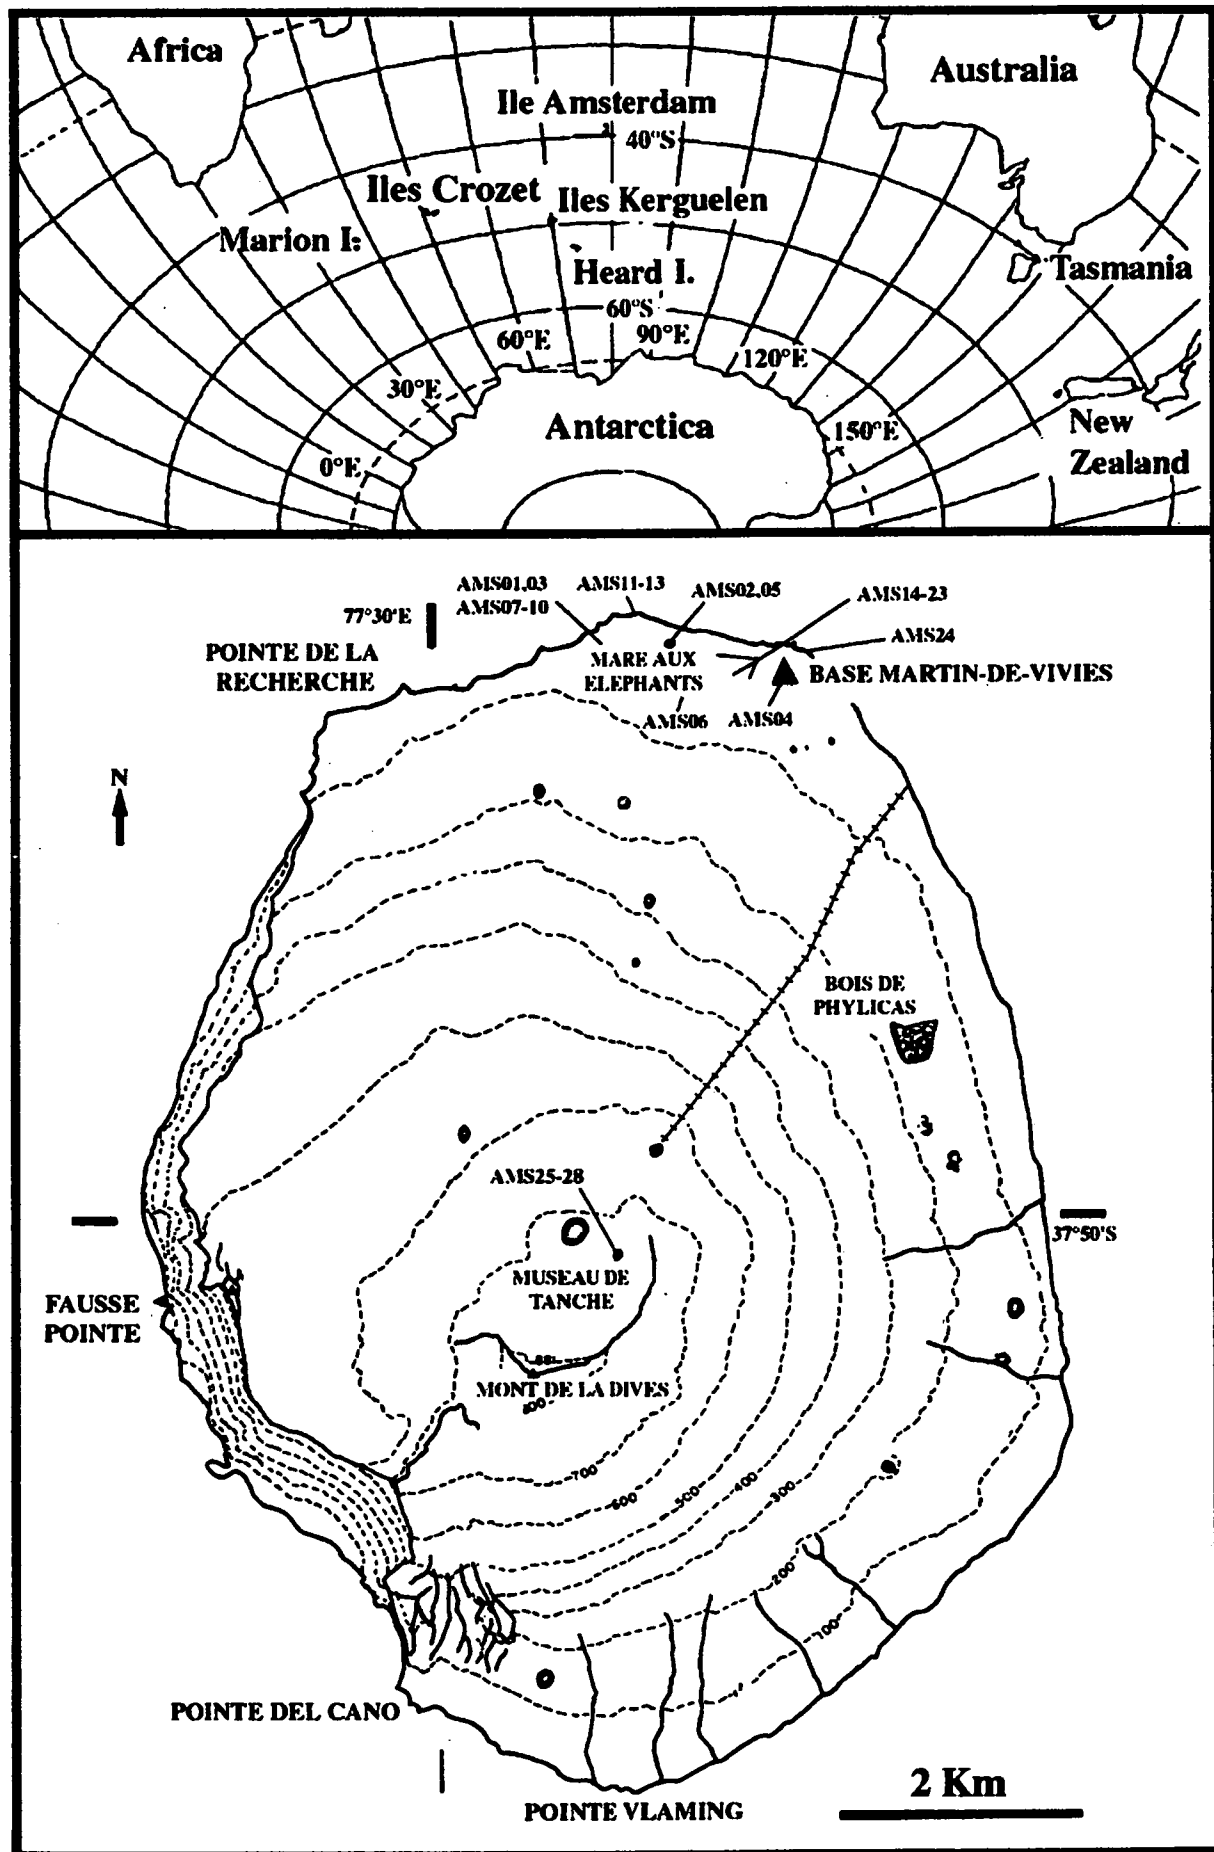 Africa
Australia
Ile Amsterdam
40°S
Iles Crozet
Iles Kerguelen
Marion I.
Heard I.
Tasmania
60°S
60°E
90°E
120°E
30°E
Antarctica
New
Zealand
150°E
0°E
AMS01,03
AMS07-10
AMS11-13
AMS02,05
AMS14-23
77°30'E
AMS24
POINTE DE LA
RECHERCHE
MARE AUX
ELEPHANTS
BASE MARTIN-DE-VIVIES
AMS06
AMS04
N
BOIS DE
PHYLICAS
AMS25-28
37°50'S
MUSEAU DE
TANCHE
FAUSSE
POINTE
881
MONT DE LA DIVES
800
700
600
500
400
300
200
100
POINTE DEL CANO
2 Km
POINTE VLAMING